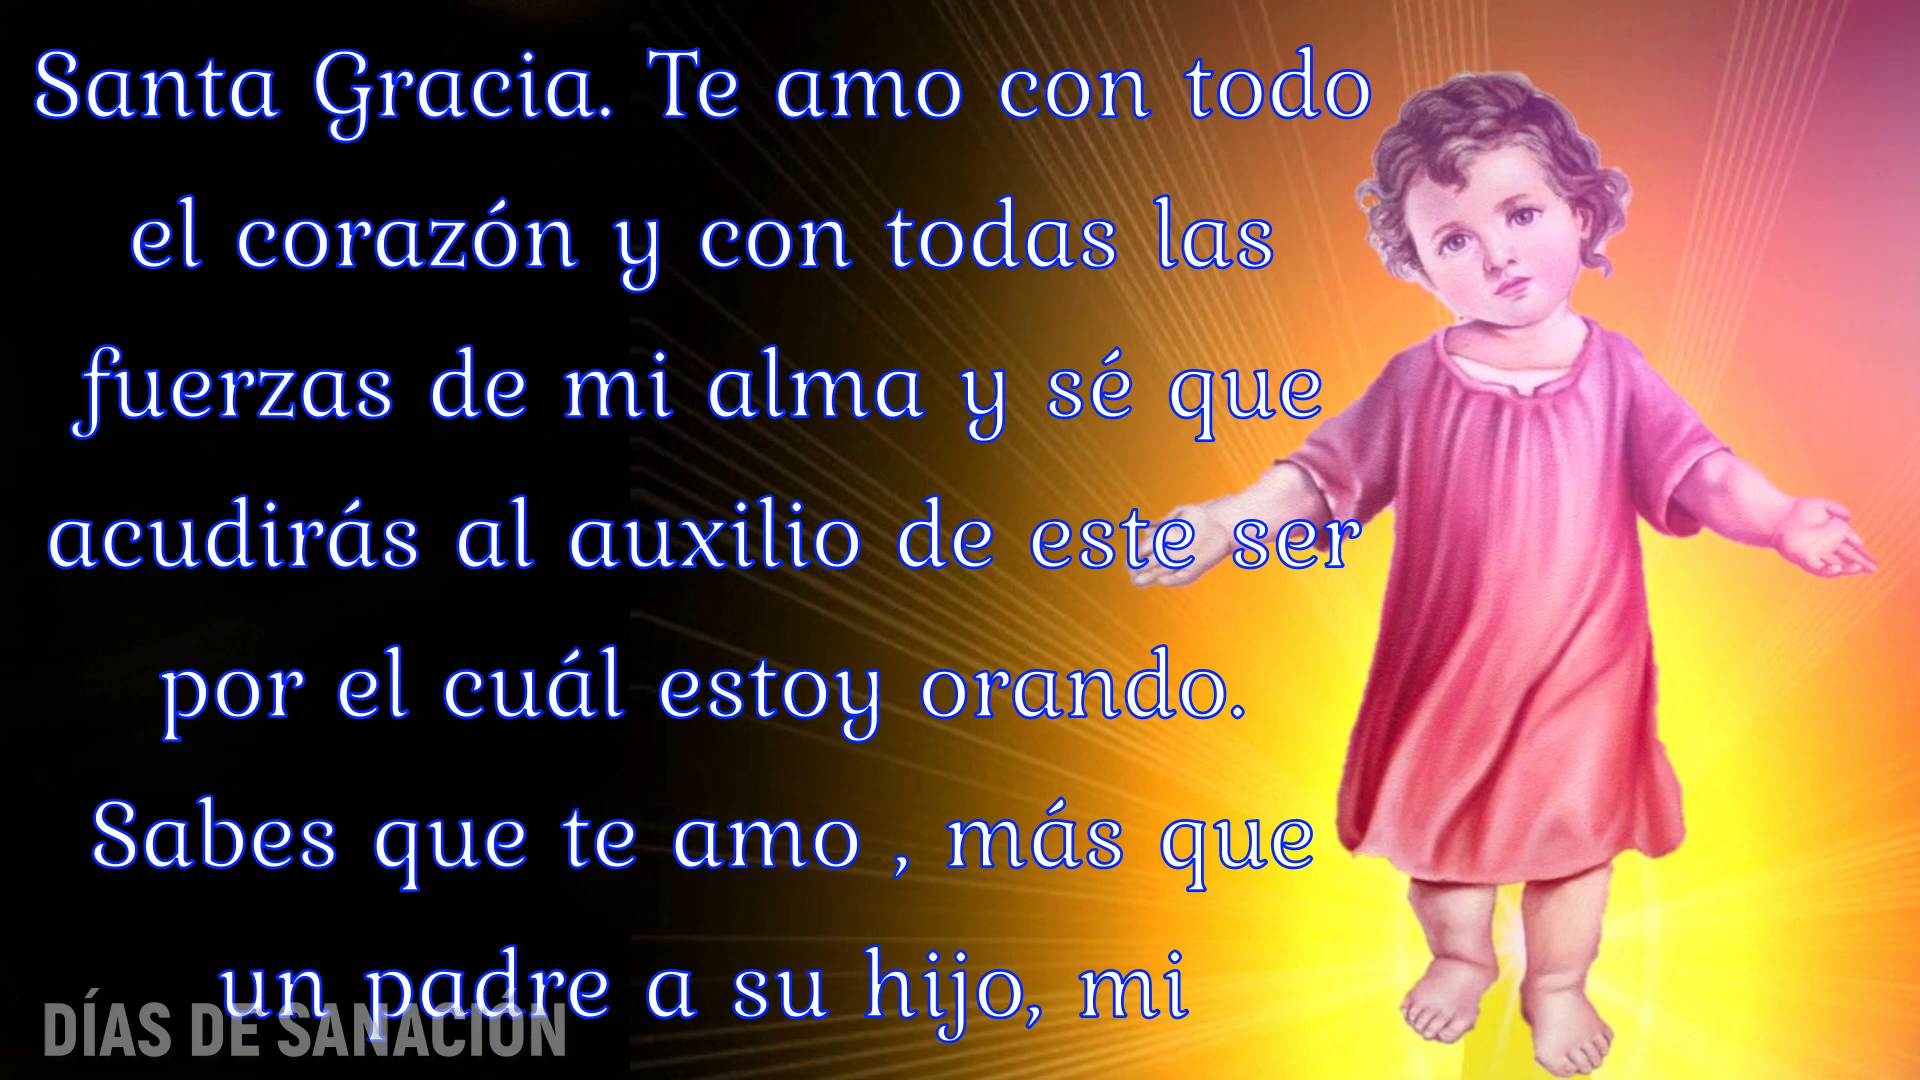 Santa Gracia. Te amo con todo
el corazón y con todas las
fuerzas de mi alma y sé que
acudirás al auxilio de este ser
por el cuál estoy orando.
Sabes que te amo , más que
un padre a su hijo, mi
DÍAS DE SANACIÓN